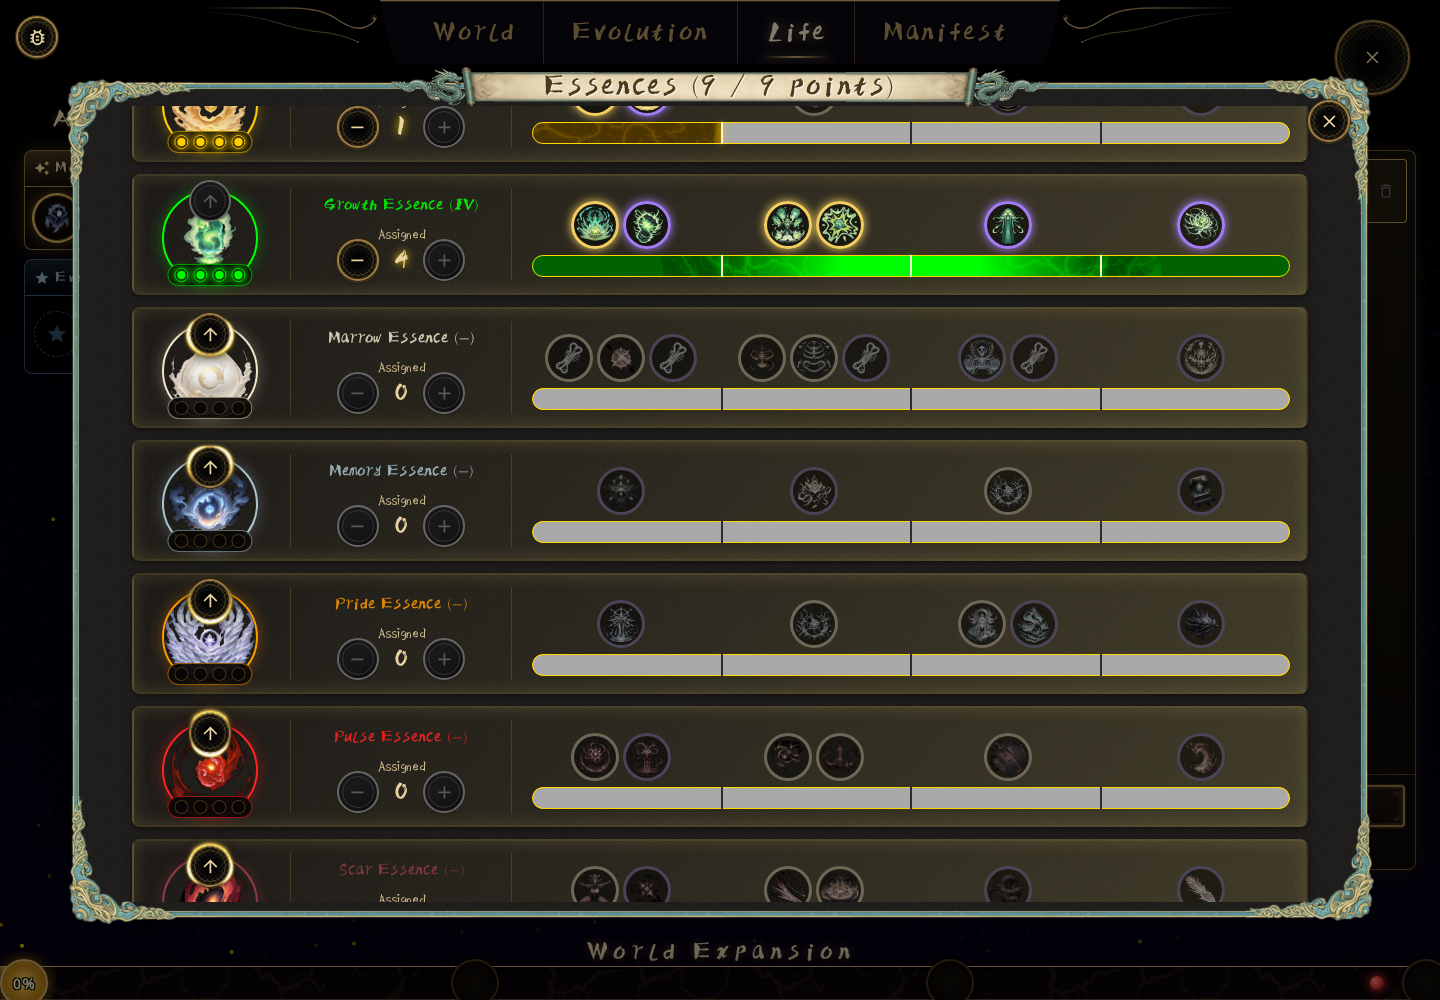 World Evolution Life Manifest
Essences (9 / 9 points)
1
Growth Essence (IV)
Assigned
4
Marrow Essence (—)
Assigned
0
Memory Essence (—)
Assigned
0
Pride Essence (—)
Assigned
0
Pulse Essence (—)
Assigned
0
Scar Essence (—)
Assigned
World Expansion
0%